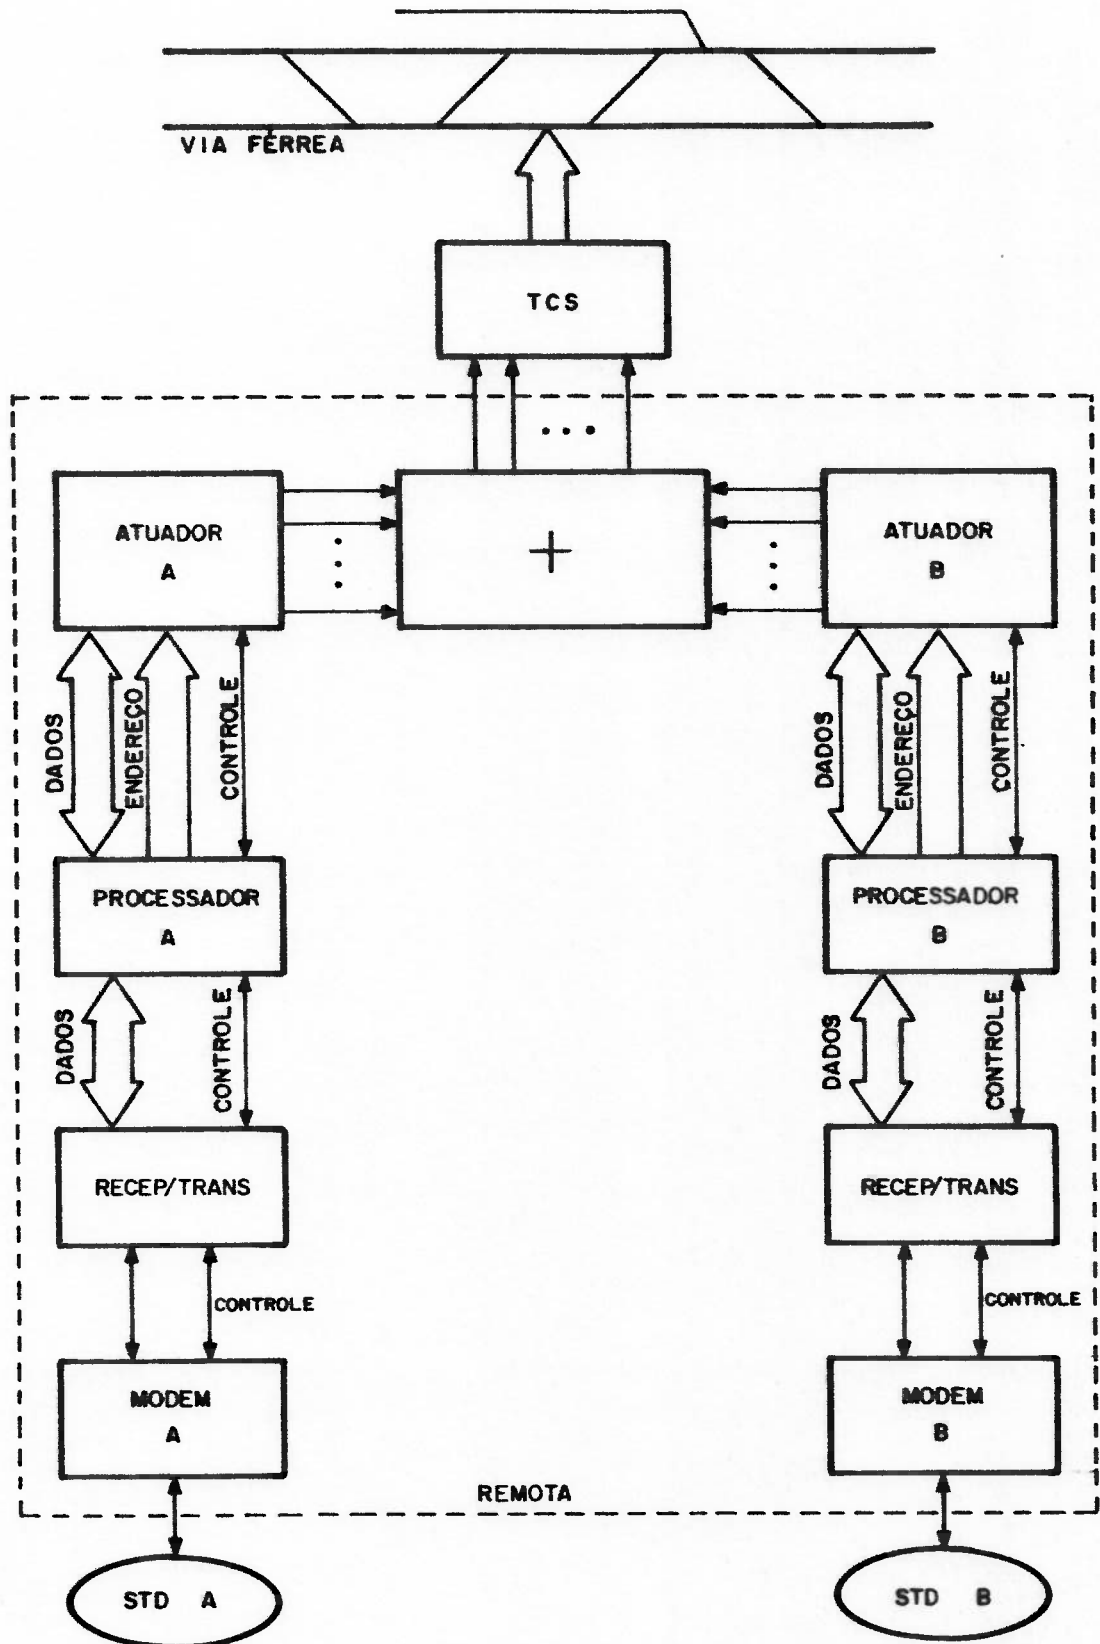 VIA FÉRREA
TCS
ATUADOR
A
+
ATUADOR
B
DADOS
ENDEREÇO
CONTROLE
DADOS
ENDEREÇO
CONTROLE
PROCESSADOR
A
PROCESSADOR
B
DADOS
CONTROLE
DADOS
CONTROLE
RECEP/TRANS
RECEP/TRANS
CONTROLE
CONTROLE
MODEM
A
MODEM
B
REMOTA
STD A
STD B